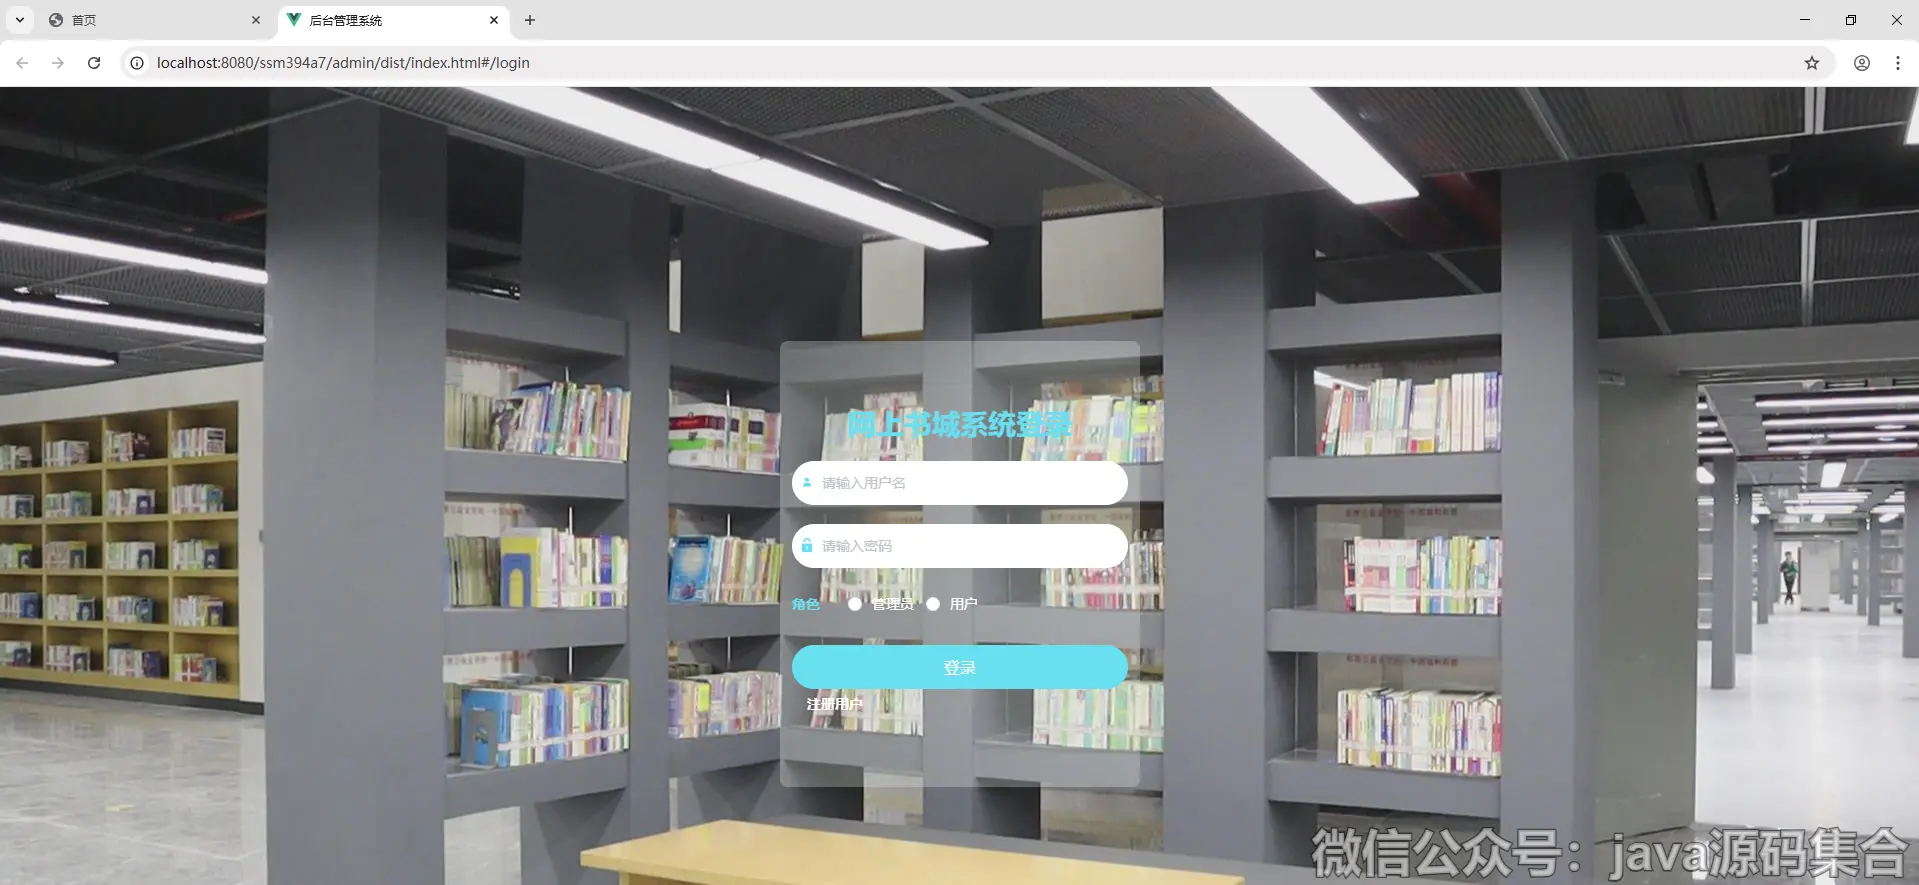 首页
后台管理系统
localhost:8080/ssm394a7/admin/dist/index.html#/login
网上书城系统登录
请输入用户名
请输入密码
角色 管理员 用户
登录
注册用户
微信公众号：java源码集合